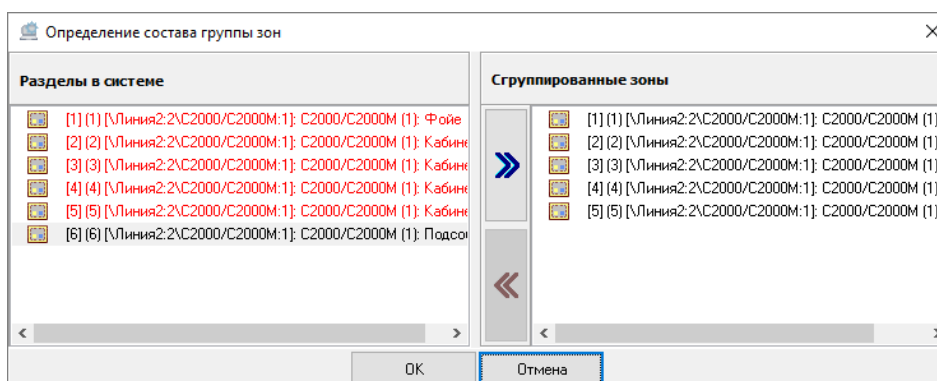 Определение состава группы зон
Разделы в системе
[1] (1) [\Линия2:2\С2000/С2000М:1]: С2000/С2000М (1): Фойе
[2] (2) [\Линия2:2\С2000/С2000М:1]: С2000/С2000М (1): Кабине
[3] (3) [\Линия2:2\С2000/С2000М:1]: С2000/С2000М (1): Кабине
[4] (4) [\Линия2:2\С2000/С2000М:1]: С2000/С2000М (1): Кабине
[5] (5) [\Линия2:2\С2000/С2000М:1]: С2000/С2000М (1): Кабине
[6] (6) [\Линия2:2\С2000/С2000М:1]: С2000/С2000М (1): Подсо
Сгруппированные зоны
[1] (1) [\Линия2:2\С2000/С2000М:1]: С2000/С2000М (1)
[2] (2) [\Линия2:2\С2000/С2000М:1]: С2000/С2000М (1)
[3] (3) [\Линия2:2\С2000/С2000М:1]: С2000/С2000М (1)
[4] (4) [\Линия2:2\С2000/С2000М:1]: С2000/С2000М (1)
[5] (5) [\Линия2:2\С2000/С2000М:1]: С2000/С2000М (1)
OK
Отмена